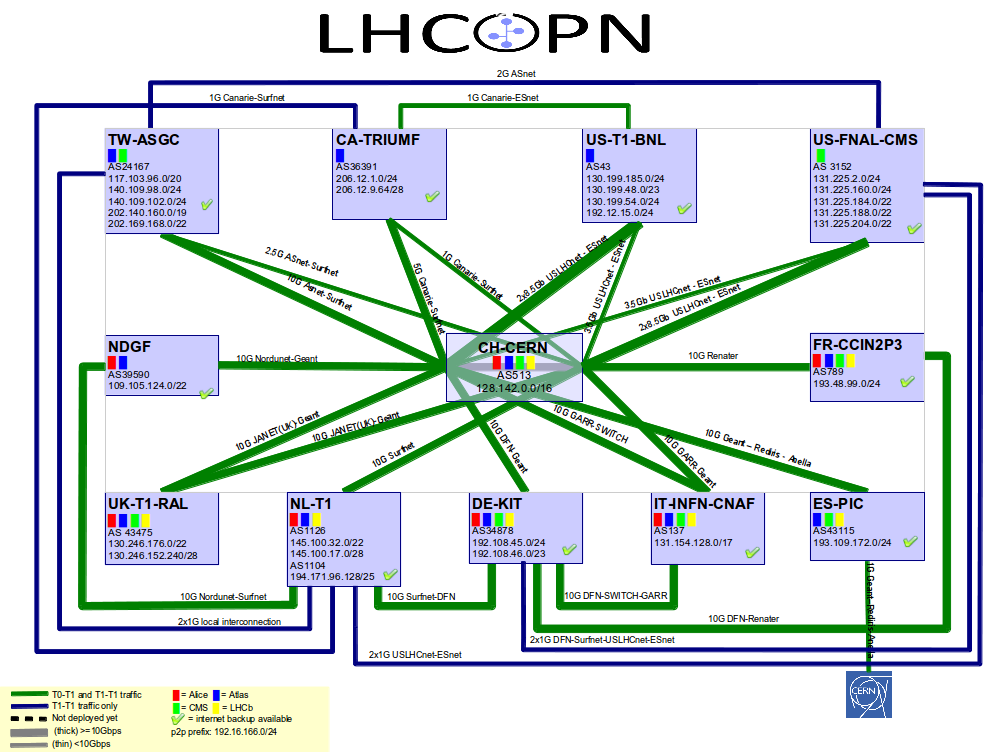 LHCOPN
2G ASnet
1G Canarie-Surfnet
1G Canarie-ESnet
TW-ASGC
AS24167
117.103.96.0/20
140.109.98.0/24
140.109.102.0/24
202.140.160.0/19
202.169.168.0/22
CA-TRIUMF
AS36391
206.12.1.0/24
206.12.9.64/28
US-T1-BNL
AS43
130.199.185.0/24
130.199.48.0/23
130.199.54.0/24
192.12.15.0/24
US-FNAL-CMS
AS 3152
131.225.2.0/24
131.225.160.0/24
131.225.184.0/22
131.225.188.0/22
131.225.204.0/22
2.5G ASnet-Surfnet
10G Asnet-Surfnet
5G Canarie-Surfnet
1G Canarie-Surfnet
2x8.5Gb USLHCnet - ESnet
3.5Gb USLHCnet - ESnet
3.5Gb USLHCnet - ESnet
2x8.5Gb USLHCnet - ESnet
NDGF
AS39590
109.105.124.0/22
10G Nordunet-Geant
CH-CERN
AS513
128.142.0.0/16
10G Renater
FR-CCIN2P3
AS789
193.48.99.0/24
10G JANET(UK)-Geant
10G JANET(UK)-Geant
10G Surfnet
10G DFN-Geant
10G GARR-SWITCH
10G GARR-Geant
10G Geant – Rediris - Anella
UK-T1-RAL
AS 43475
130.246.176.0/22
130.246.152.240/28
NL-T1
AS1126
145.100.32.0/22
145.100.17.0/28
AS1104
194.171.96.128/25
DE-KIT
AS34878
192.108.45.0/24
192.108.46.0/23
IT-INFN-CNAF
AS137
131.154.128.0/17
ES-PIC
AS43115
193.109.172.0/24
10G Nordunet-Surfnet
10G Surfnet-DFN
10G DFN-SWITCH-GARR
10G DFN-Renater
2x1G local interconnection
2x1G DFN-Surfnet-USLHCnet-ESnet
2x1G USLHCnet-ESnet
1G Geant - Rediris-Anella
CERN
T0-T1 and T1-T1 traffic
T1-T1 traffic only
Not deployed yet
(thick) >=10Gbps
(thin) <10Gbps
= Alice = Atlas
= CMS = LHCb
= internet backup available
p2p prefix: 192.16.166.0/24